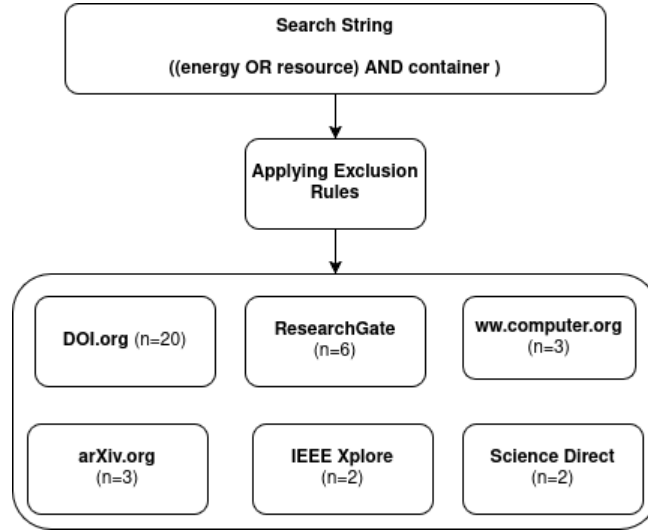 Search String
((energy OR resource) AND container )
Applying Exclusion
Rules
DOI.org (n=20)
ResearchGate
(n=6)
ww.computer.org
(n=3)
arXiv.org
(n=3)
IEEE Xplore
(n=2)
Science Direct
(n=2)